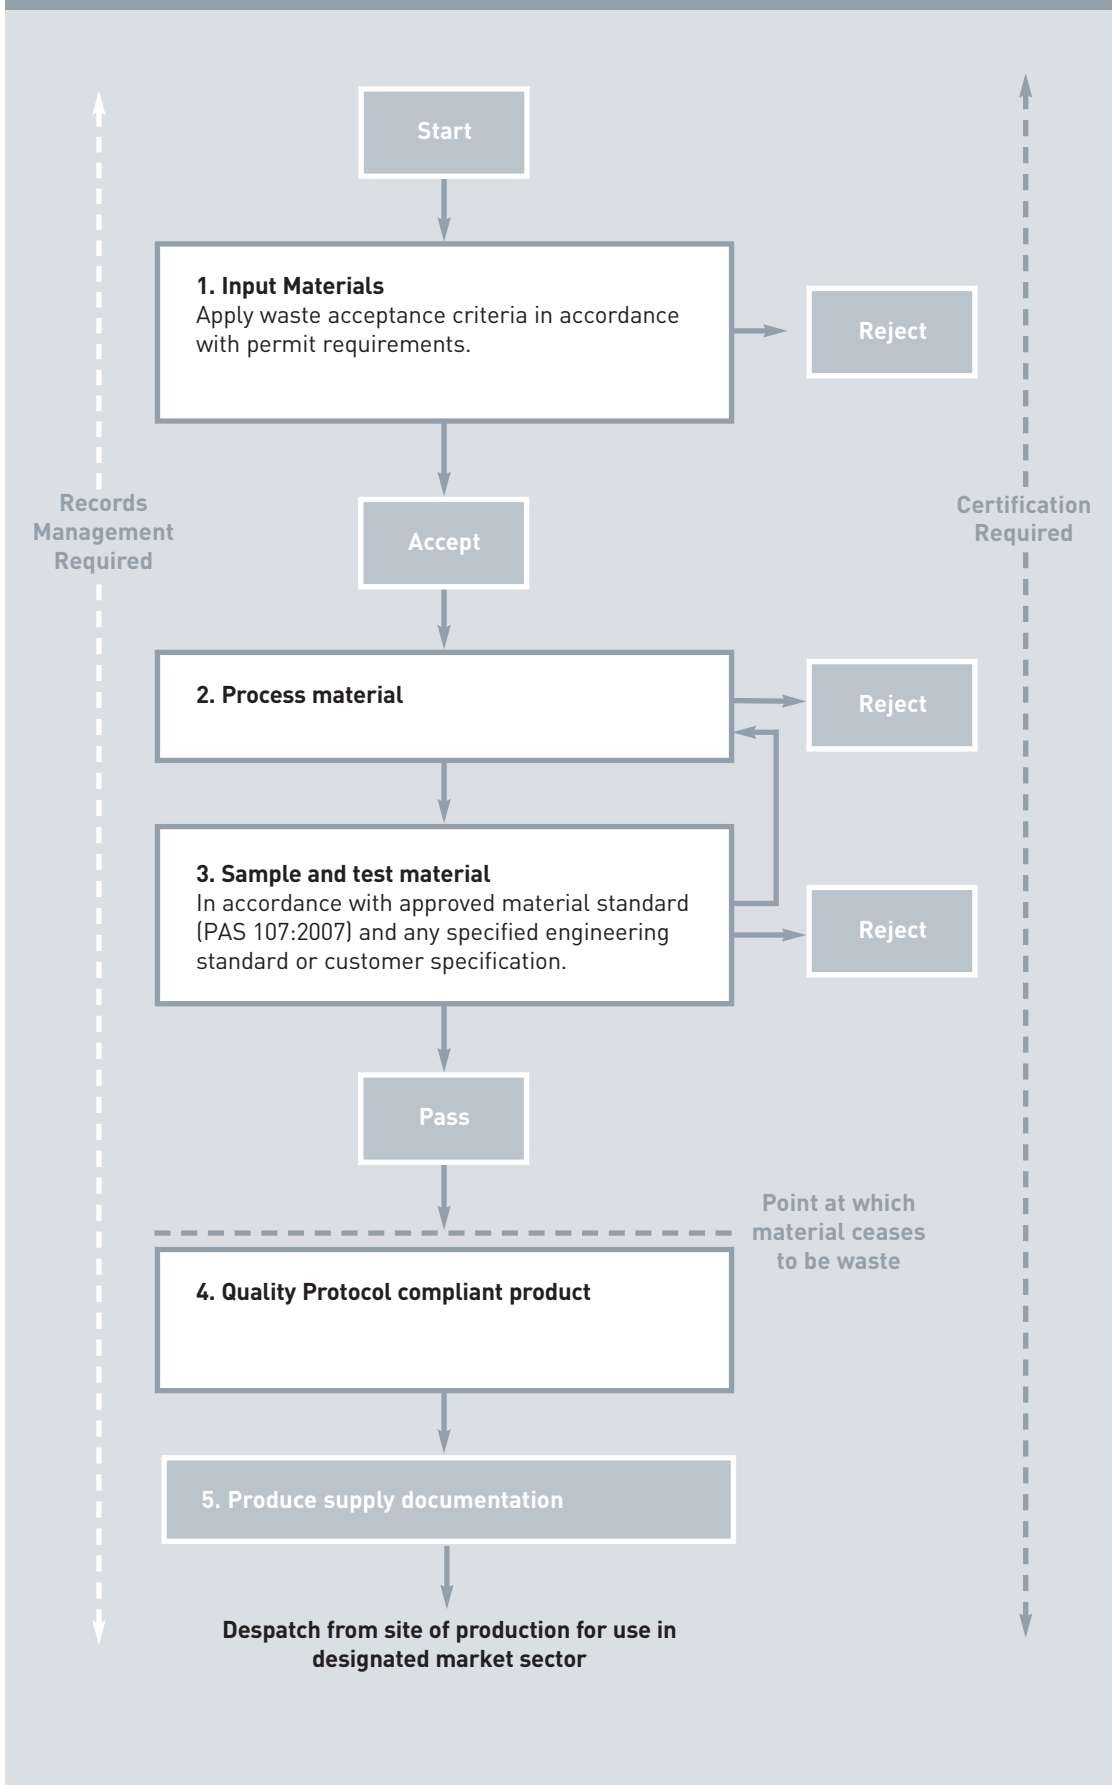 Start
1. Input Materials
Apply waste acceptance criteria in accordance
with permit requirements.
Reject
Records
Management
Required
Certification
Required
Accept
2. Process material
Reject
3. Sample and test material
In accordance with approved material standard
(PAS 107:2007) and any specified engineering
standard or customer specification.
Reject
Pass
Point at which
material ceases
to be waste
4. Quality Protocol compliant product
5. Produce supply documentation
Despatch from site of production for use in
designated market sector